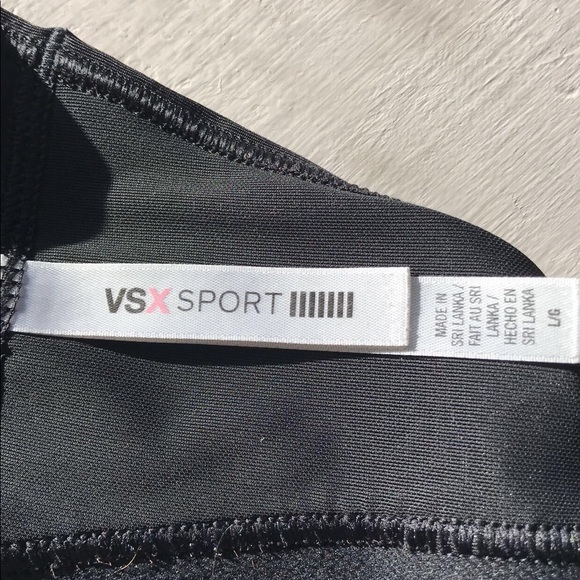 VSX SPORT
MADE IN
SRI LANKA/
FAIT AU SRI
LANKA/
HECHO EN
SRI LANKA
L/G